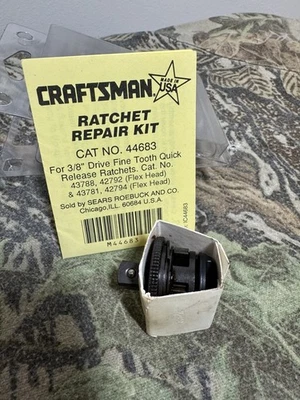 CRAFTSMAN
MADE IN
USA
RATCHET
REPAIR KIT
CAT NO. 44683
For 3/8" Drive Fine Tooth Quick
Release Ratchets. Cat. No.
43788, 42792 (Flex Head)
& 43781, 42794 (Flex Head)
Sold by SEARS ROEBUCK AND CO.
Chicago,ILL. 60684 U.S.A.
M44683
IC44683